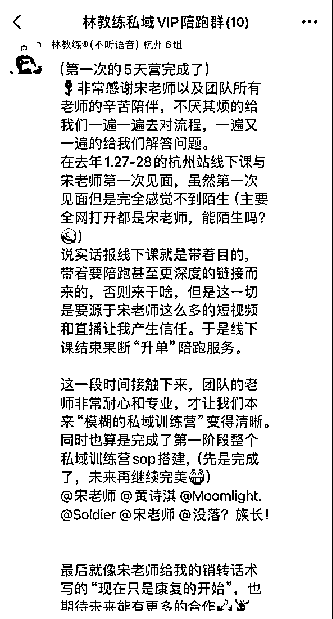 林教练私域VIP陪跑群(10)
林教练®(不听语音) 杭州6组
(第一次的5天营完成了)
非常感谢宋老师以及团队所有
老师的辛苦陪伴，不厌其烦的给
我们一遍一遍去对流程，一遍又
一遍的给我们解答问题。
在去年1.27-28的杭州站线下课与
宋老师第一次见面，虽然第一次
见面但是完全感觉不到陌生 (主要
全网打开都是宋老师，能陌生吗?
)
说实话报线下课就是带着目的，
带着要陪跑甚至更深度的链接而
来的，否则来干啥，但是这一切
是要源于宋老师这么多的短视频
和直播让我产生信任。于是线下
课结束果断“升单”陪跑服务。
这一段时间接触下来，团队的老
师非常耐心和专业，才让我们本
来“模糊的私域训练营”变得清晰。
同时也算是完成了第一阶段整个
私域训练营sop搭建，(先是完成
了，未来再继续完美)
@宋老师 @黄诗淇 @Moomlight.
@Soldier @宋老师 @没落？族长！
最后就像宋老师给我的销转话术
写的“现在只是康复的开始”，也
期待未来能有更多的合作